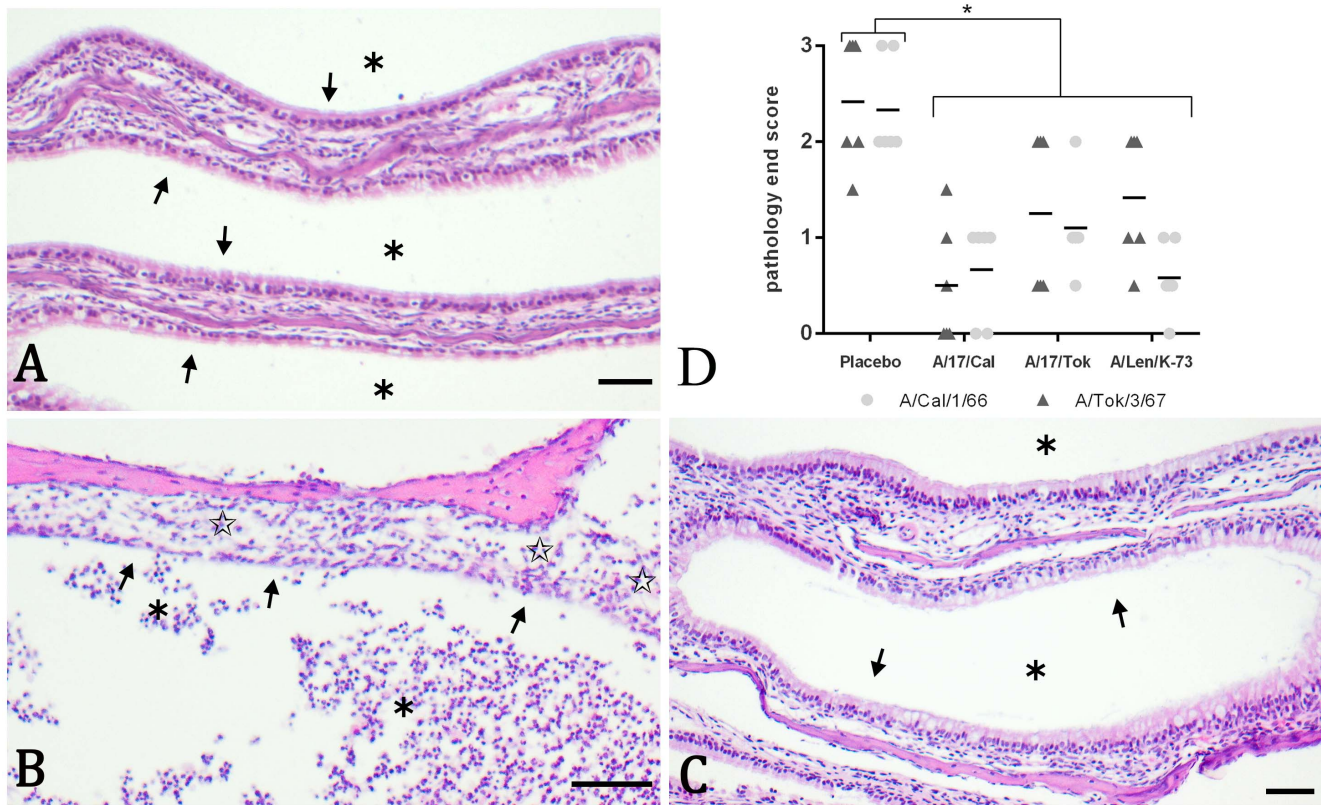 A
*
3
2
1
0
pathology end score
Placebo
A/17/Cal
A/17/Tok
A/Len/K-73
A/Cal/1/66
A/Tok/3/67
D
B
C